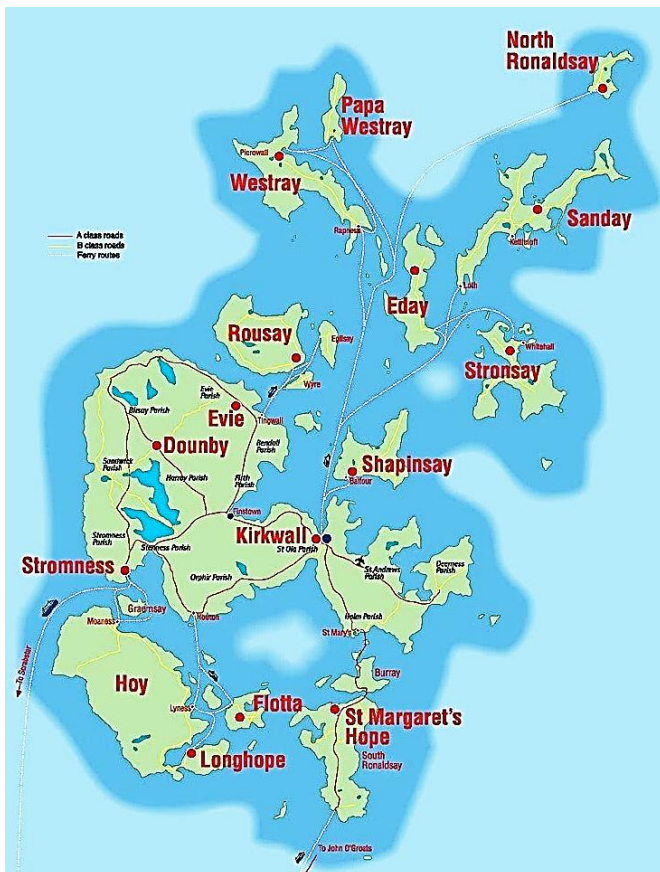 North
Ronaldsay
Papa
Westray
Pierowall
Westray
Rapness
Sanday
Kettletoft
A class roads
B class roads
Ferry routes
Eday
Loth
Rousay
Egilsay
Whitehall
Stronsay
Wyre
Evie
Parish
Birsay Parish
Evie
Tingwall
Dounby
Rendall
Parish
Sandwick
Parish
Shapinsay
Harray Parish
Firth
Parish
Balfour
Finstown
Stromness
Parish
Kirkwall
Stenness Parish
St Ola Parish
Stromness
St Andrews
Parish
Deerness
Parish
Orphir Parish
Graemsay
Moaness
Houton
Holm Parish
St Mary's
To Scrabster
Hoy
Burray
Lyness
Flotta
St Margaret's
Hope
Longhope
South
Ronaldsay
To John O'Groats